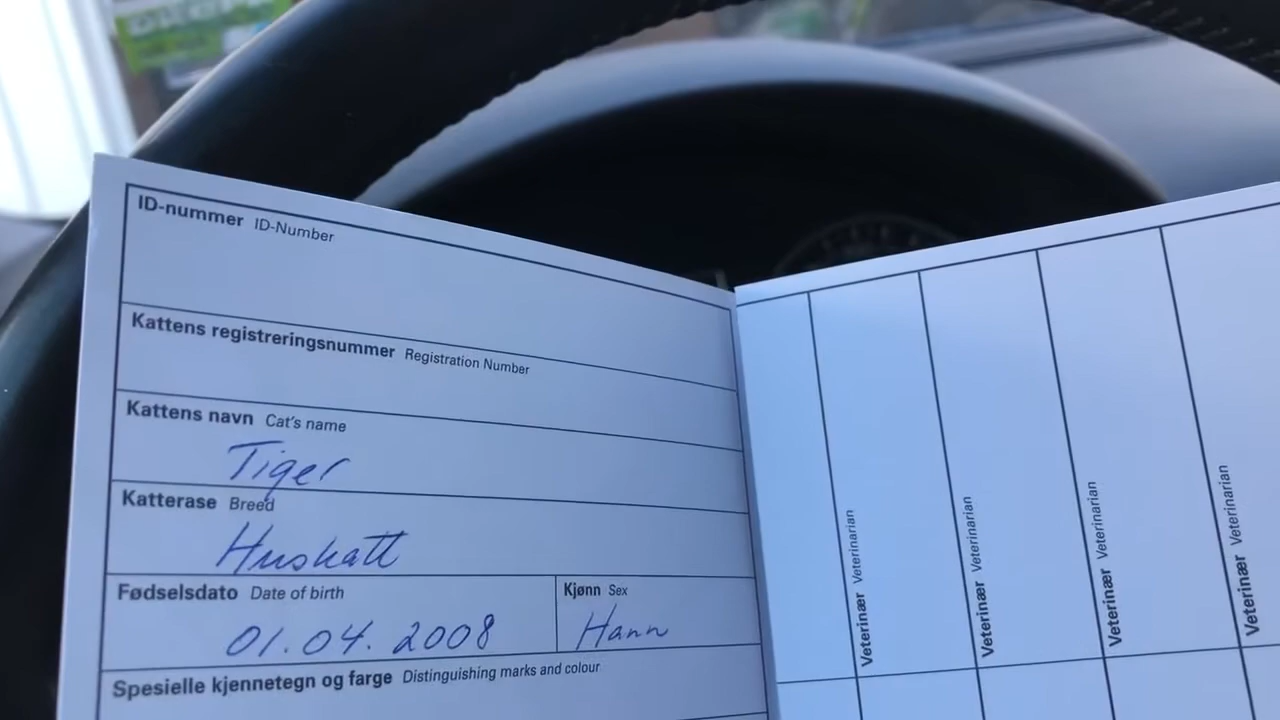 ID-nummer ID-Number
Kattens registreringsnummer Registration Number
Kattens navn Cat's name
Tiger
Katterase Breed
Huskatt
Fødselsdato Date of birth
01.04.2008
Kjønn Sex
Hann
Spesielle kjennetegn og farge Distinguishing marks and colour
Veterinær Veterinarian
Veterinær Veterinarian
Veterinær Veterinarian
Veterinær Veterinarian